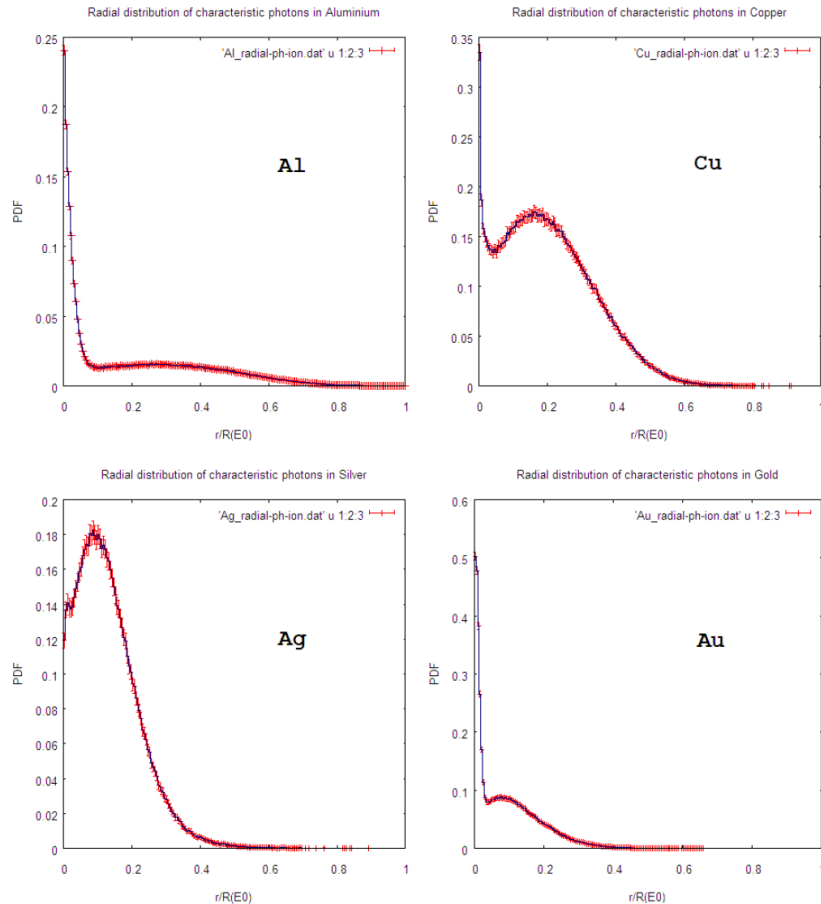 Radial distribution of characteristic photons in Aluminium
'Al_radial-ph-ion.dat' u 1:2:3
Al
PDF
0.25
0.2
0.15
0.1
0.05
0
0 0.2 0.4 0.6 0.8 1
r/R(E0)
Radial distribution of characteristic photons in Copper
'Cu_radial-ph-ion.dat' u 1:2:3
Cu
PDF
0.35
0.3
0.25
0.2
0.15
0.1
0.05
0
0 0.2 0.4 0.6 0.8 1
r/R(E0)
Radial distribution of characteristic photons in Silver
'Ag_radial-ph-ion.dat' u 1:2:3
Ag
PDF
0.2
0.18
0.16
0.14
0.12
0.1
0.08
0.06
0.04
0.02
0
0 0.2 0.4 0.6 0.8 1
r/R(E0)
Radial distribution of characteristic photons in Gold
'Au_radial-ph-ion.dat' u 1:2:3
Au
PDF
0.6
0.5
0.4
0.3
0.2
0.1
0
0 0.2 0.4 0.6 0.8 1
r/R(E0)